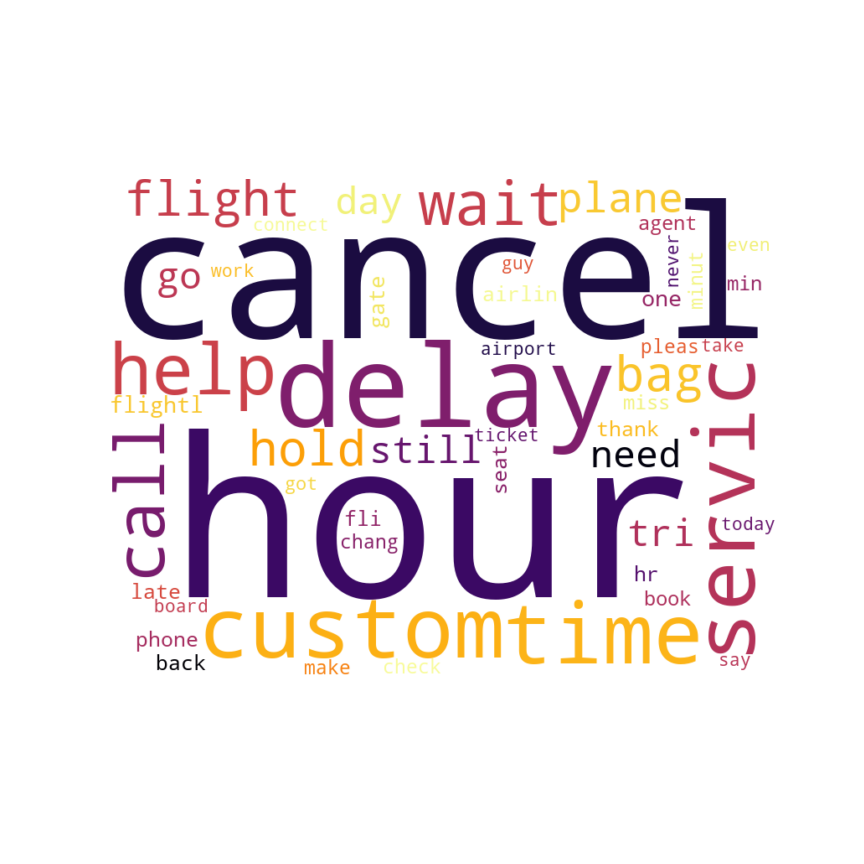 flight
day
wait
plane
connect
agent
cancel
go
work
guy
never
even
gate
airlin
minut
one
min
airport
pleas
take
help
delay
bag
flightl
miss
servic
call
hold
still
ticket
thank
need
seat
got
hour
fli
chang
tri
today
hr
late
board
book
custom
time
phone
back
make
check
say